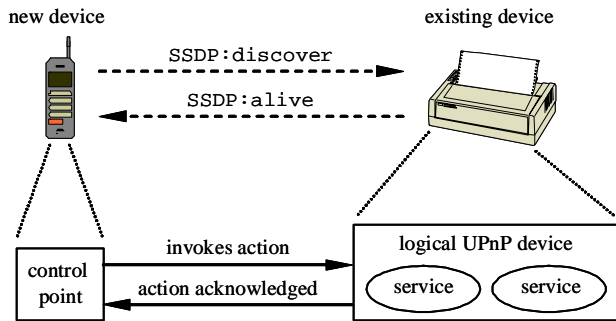 new device
existing device
SSDP:discover
SSDP:alive
invokes action
logical UPnP device
control
point
service
service
action acknowledged